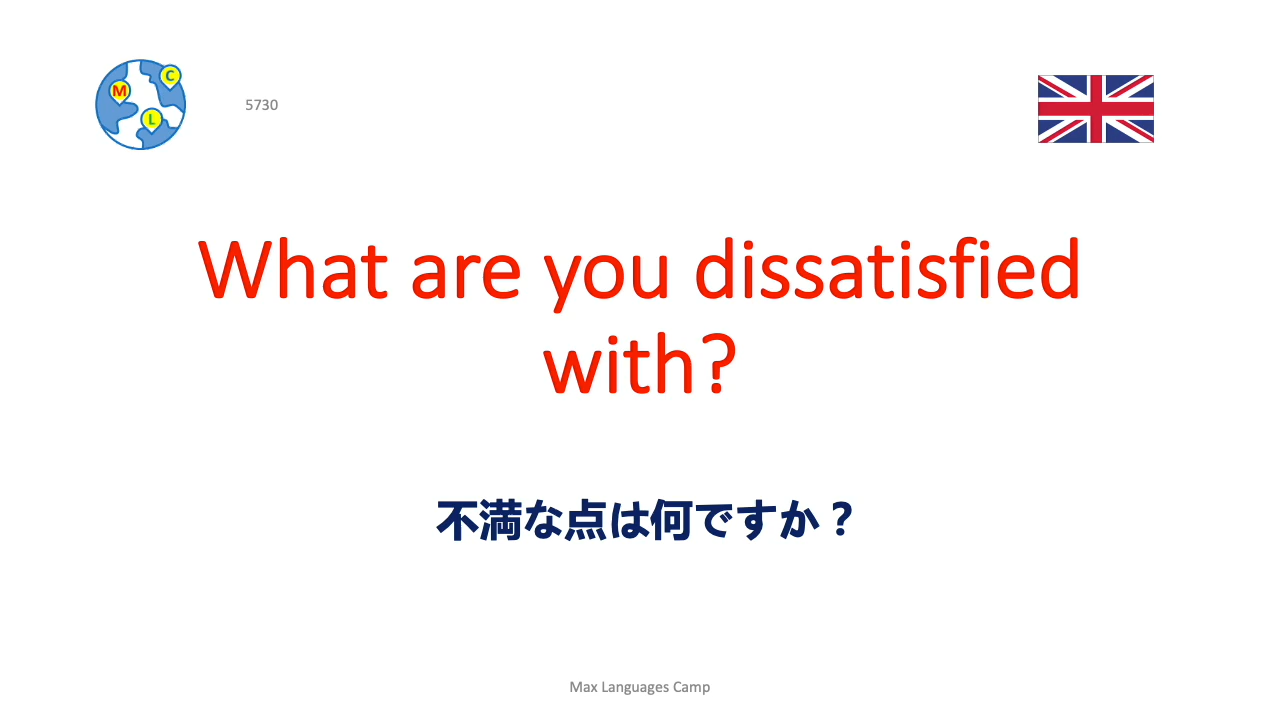 M
C
L
5730
What are you dissatisfied
with?
不満な点は何ですか？
Max Languages Camp